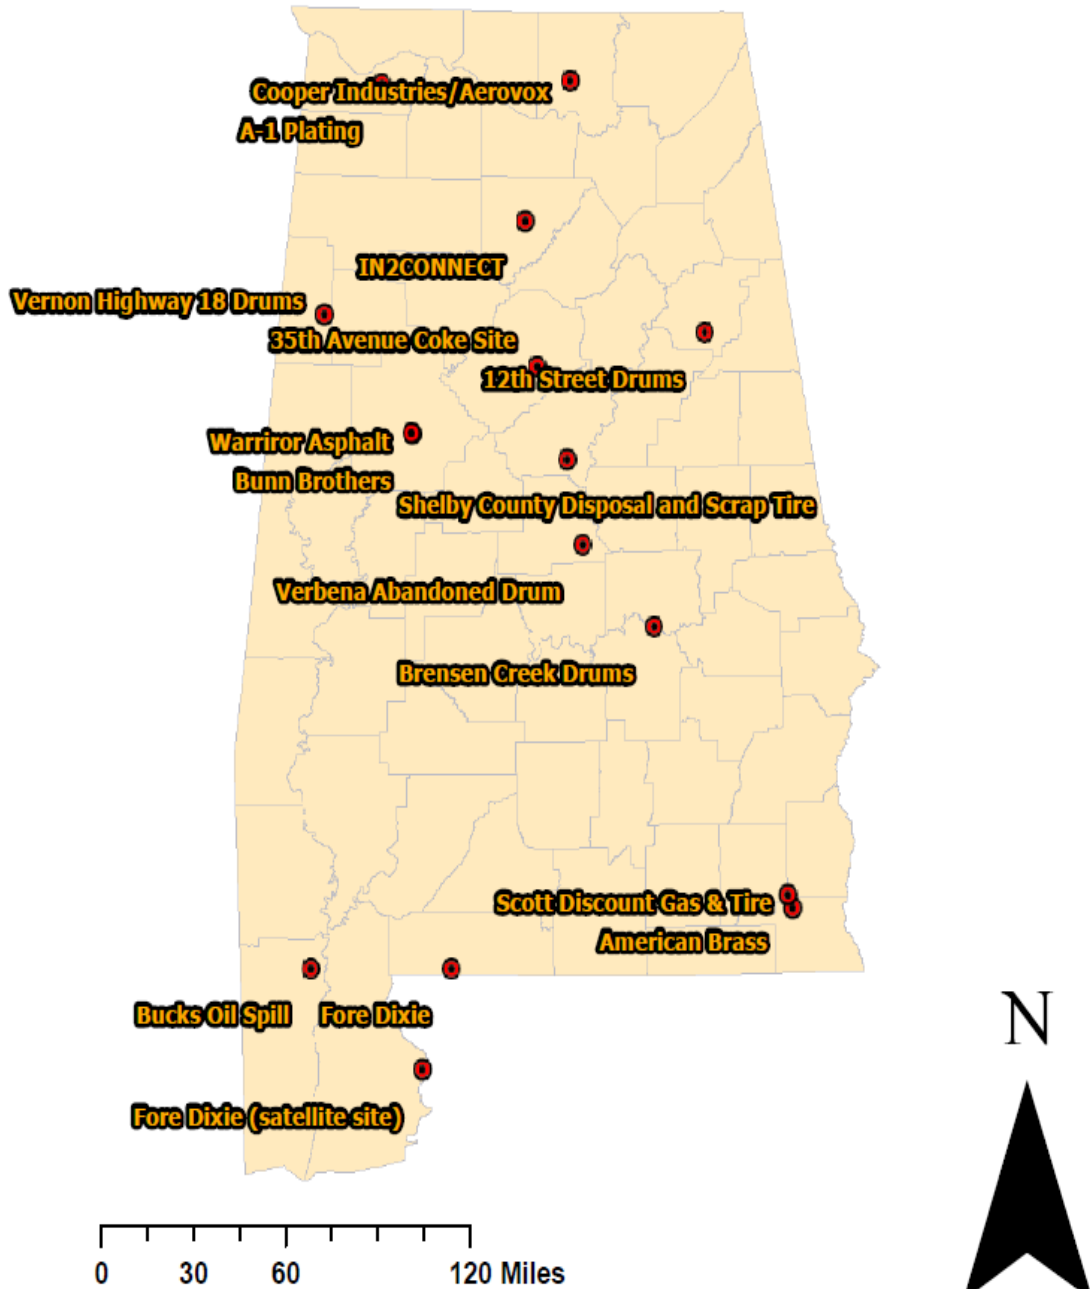 Cooper Industries/Aerovox
A-1 Plating
IN2CONNECT
Vernon Highway 18 Drums
35th Avenue Coke Site
12th Street Drums
Warriror Asphalt
Bunn Brothers
Shelby County Disposal and Scrap Tire
Verbena Abandoned Drum
Brensen Creek Drums
Scott Discount Gas & Tire
American Brass
Bucks Oil Spill
Fore Dixie
N
Fore Dixie (satellite site)
0 30 60 120 Miles